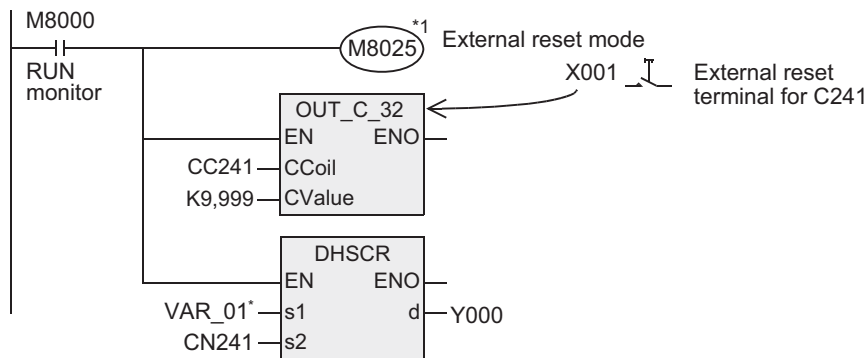 M8000
M8025
*1
External reset mode
RUN
monitor
X001
External reset
terminal for C241
OUT_C_32
EN ENO
CC241 CCoil
K9,999 CValue
DHSCR
EN ENO
VAR_01* s1 d Y000
CN241 s2